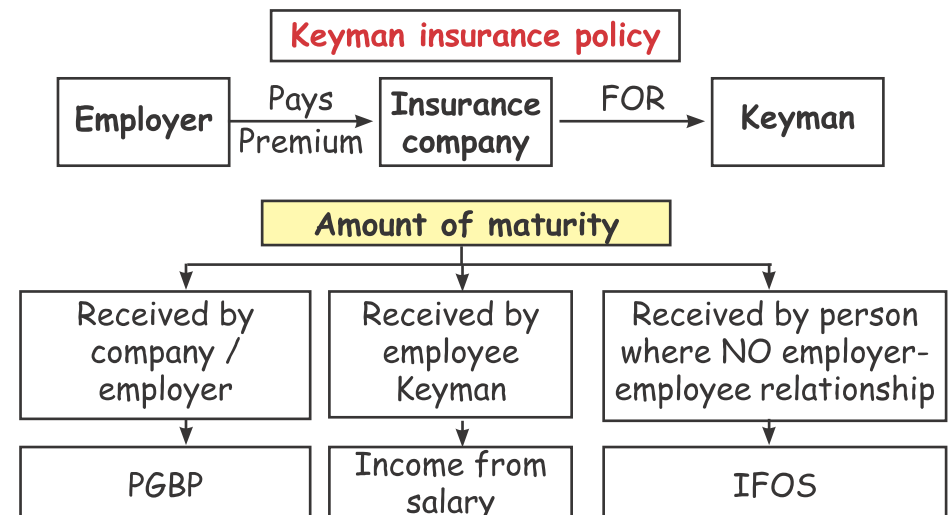 Keyman insurance policy
Employer
Pays
Premium
Insurance
company
FOR
Keyman
Amount of maturity
Received by
company /
employer
Received by
employee
Keyman
Received by person
where NO employer-
employee relationship
PGBP
Income from
salary
IFOS